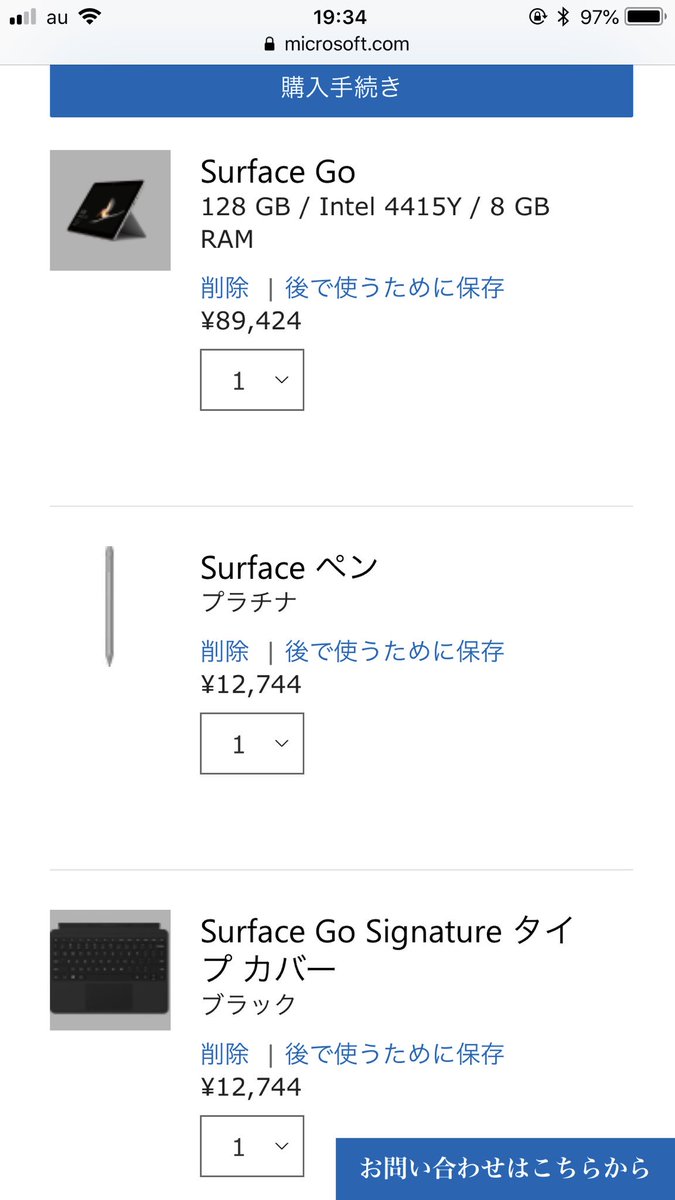 au 19:34 97%
microsoft.com
購入手続き
Surface Go
128 GB / Intel 4415Y / 8 GB
RAM
削除 | 後で使うために保存
¥89,424
1
Surface ペン
プラチナ
削除 | 後で使うために保存
¥12,744
1
Surface Go Signature タイ
プ カバー
ブラック
削除 | 後で使うために保存
¥12,744
1
お問い合わせはこちらから